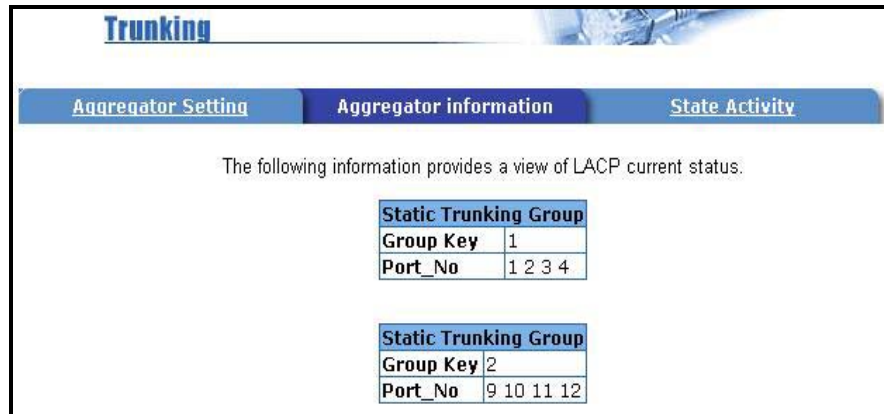 Trunking
Aggregator Setting Aggregator information State Activity
The following information provides a view of LACP current status.
Static Trunking Group
Group Key 1
Port_No 1 2 3 4
Static Trunking Group
Group Key 2
Port_No 9 10 11 12